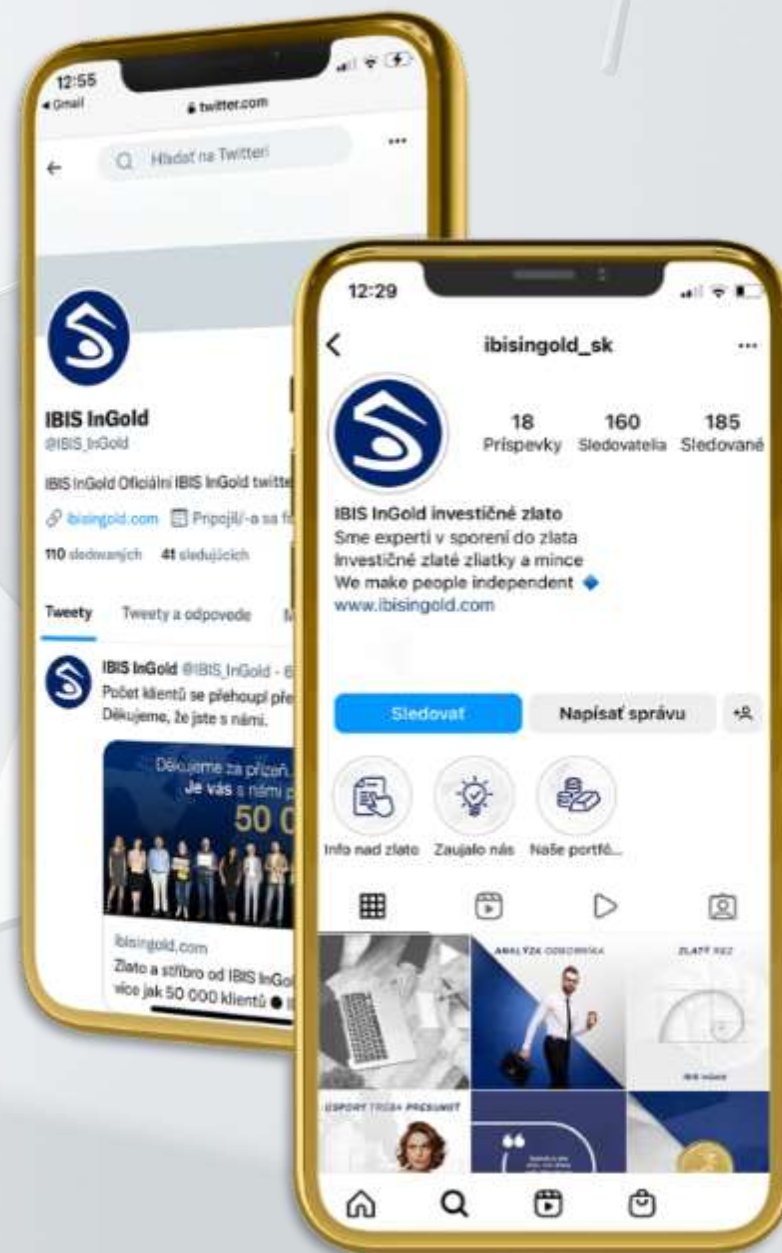 12:55
Gmail
twitter.com
Hľadať na Twitteri
IBIS InGold
@IBIS_InGold
IBIS InGold Oficiální IBIS InGold twitte
ibisingold.com Pripojil/-a sa
110 sledovaných 41 sledujúcich
Tweety Tweety a odpovede M
IBIS InGold @IBIS_InGold - 6
Počet klientů se přehoupl pře
Děkujeme, že jste s námi.
Děkujeme za přízeň.
Je vás s námi p
50 0
ibisingold.com
Zlato a stříbro od IBIS InGol
více jak 50 000 klientů
12:29
ibisingold_sk
18 160 185
Príspevky Sledovatelia Sledované
IBIS InGold investičné zlato
Sme experti v sporení do zlata
Investičné zlaté zliatky a mince
We make people independent
www.ibisingold.com
Sledovať Napísať správu
Info nad zlato Zaujalo nás Naše portfó...
ANALÝZA ODBORNÍKA ZLATÝ REZ
ÚSPORY TREBA PRESUNÚŤ